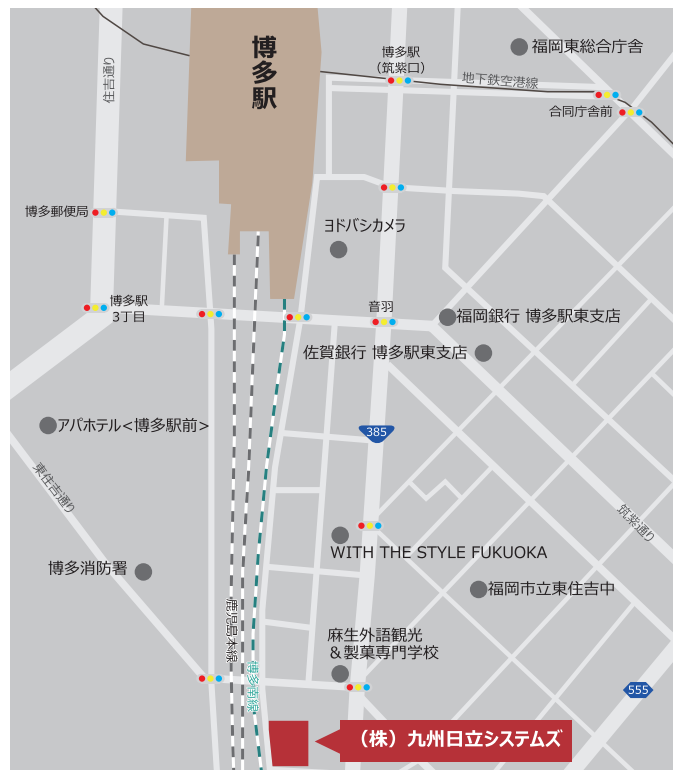 博多駅
住吉通り
博多駅
（筑紫口）
福岡東総合庁舎
地下鉄空港線
合同庁舎前
博多郵便局
ヨドバシカメラ
博多駅
3丁目
音羽
福岡銀行 博多駅東支店
佐賀銀行 博多駅東支店
アパホテル<博多駅前>
385
東住吉通り
筑紫通り
WITH THE STYLE FUKUOKA
博多消防署
福岡市立東住吉中
鹿児島本線
麻生外語観光
＆製菓専門学校
博多南線
555
（株）九州日立システムズ